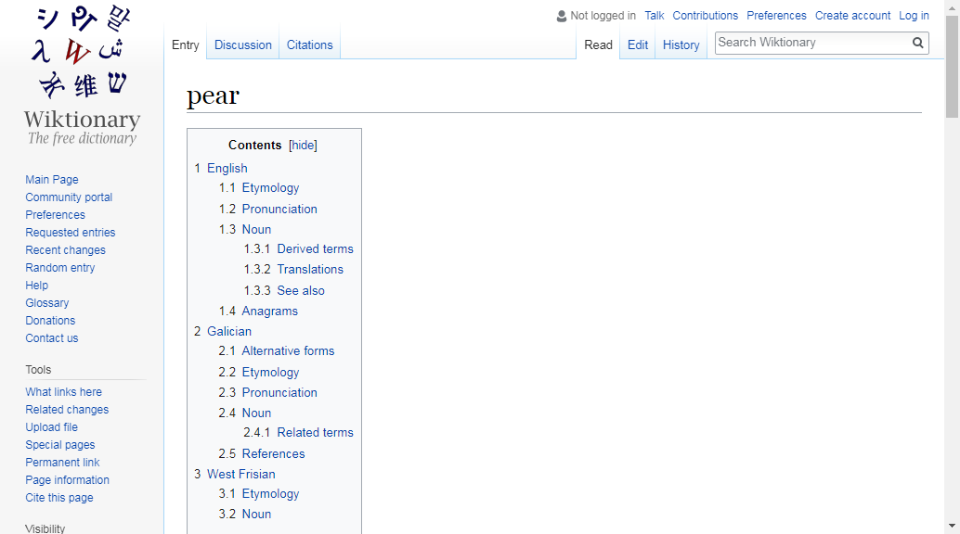 Not logged in Talk Contributions Preferences Create account Log in
Entry Discussion Citations Read Edit History Search Wiktionary
Wiktionary
The free dictionary
Main Page
Community portal
Preferences
Requested entries
Recent changes
Random entry
Help
Glossary
Donations
Contact us
Tools
What links here
Related changes
Upload file
Special pages
Permanent link
Page information
Cite this page
Visibility
pear
Contents [hide]
1 English
1.1 Etymology
1.2 Pronunciation
1.3 Noun
1.3.1 Derived terms
1.3.2 Translations
1.3.3 See also
1.4 Anagrams
2 Galician
2.1 Alternative forms
2.2 Etymology
2.3 Pronunciation
2.4 Noun
2.4.1 Related terms
2.5 References
3 West Frisian
3.1 Etymology
3.2 Noun